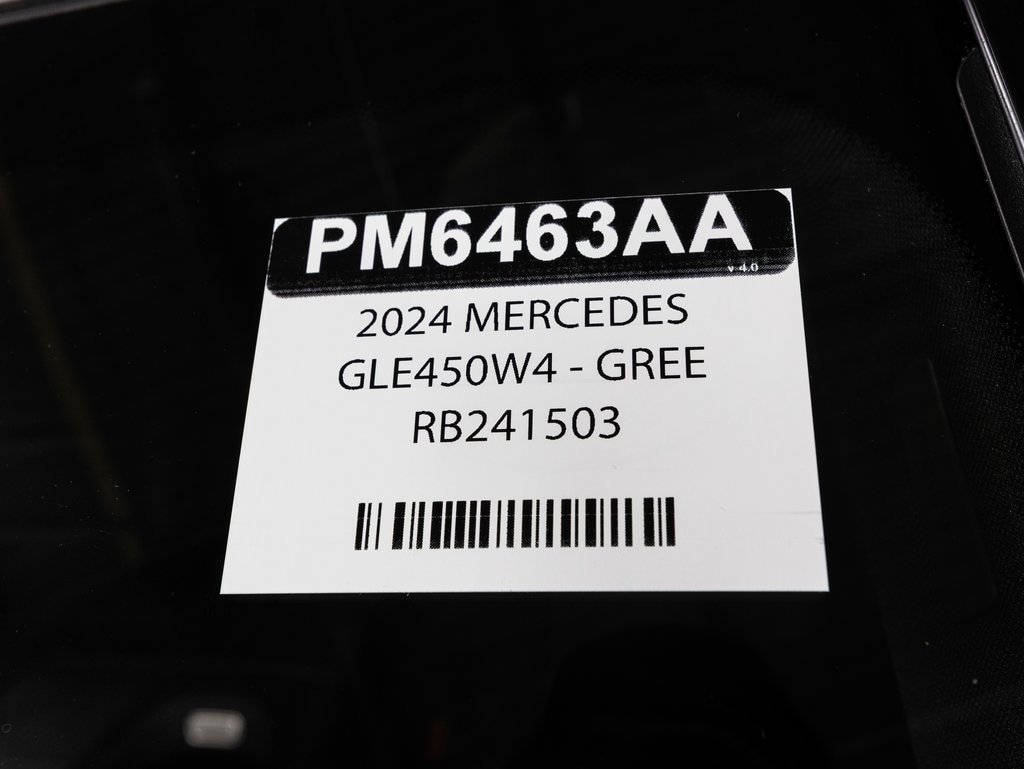 PM6463AA
v 4.0
2024 MERCEDES
GLE450W4 - GREE
RB241503